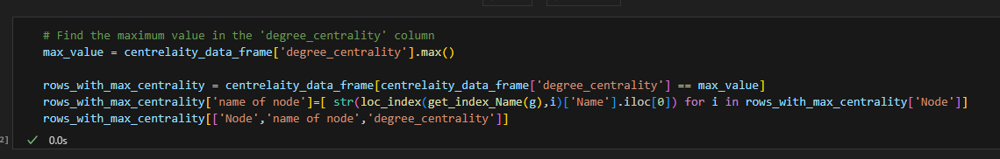 # Find the maximum value in the 'degree_centrality' column
max_value = centrelaity_data_frame['degree_centrality'].max()
rows_with_max_centrality = centrelaity_data_frame[centrelaity_data_frame['degree_centrality'] == max_value]
rows_with_max_centrality['name of node']=[ str(loc_index(get_index_Name(g),i)['Name'].iloc[0]) for i in rows_with_max_centrality['Node']]
rows_with_max_centrality[['Node','name of node','degree_centrality']]
2] 0.0s